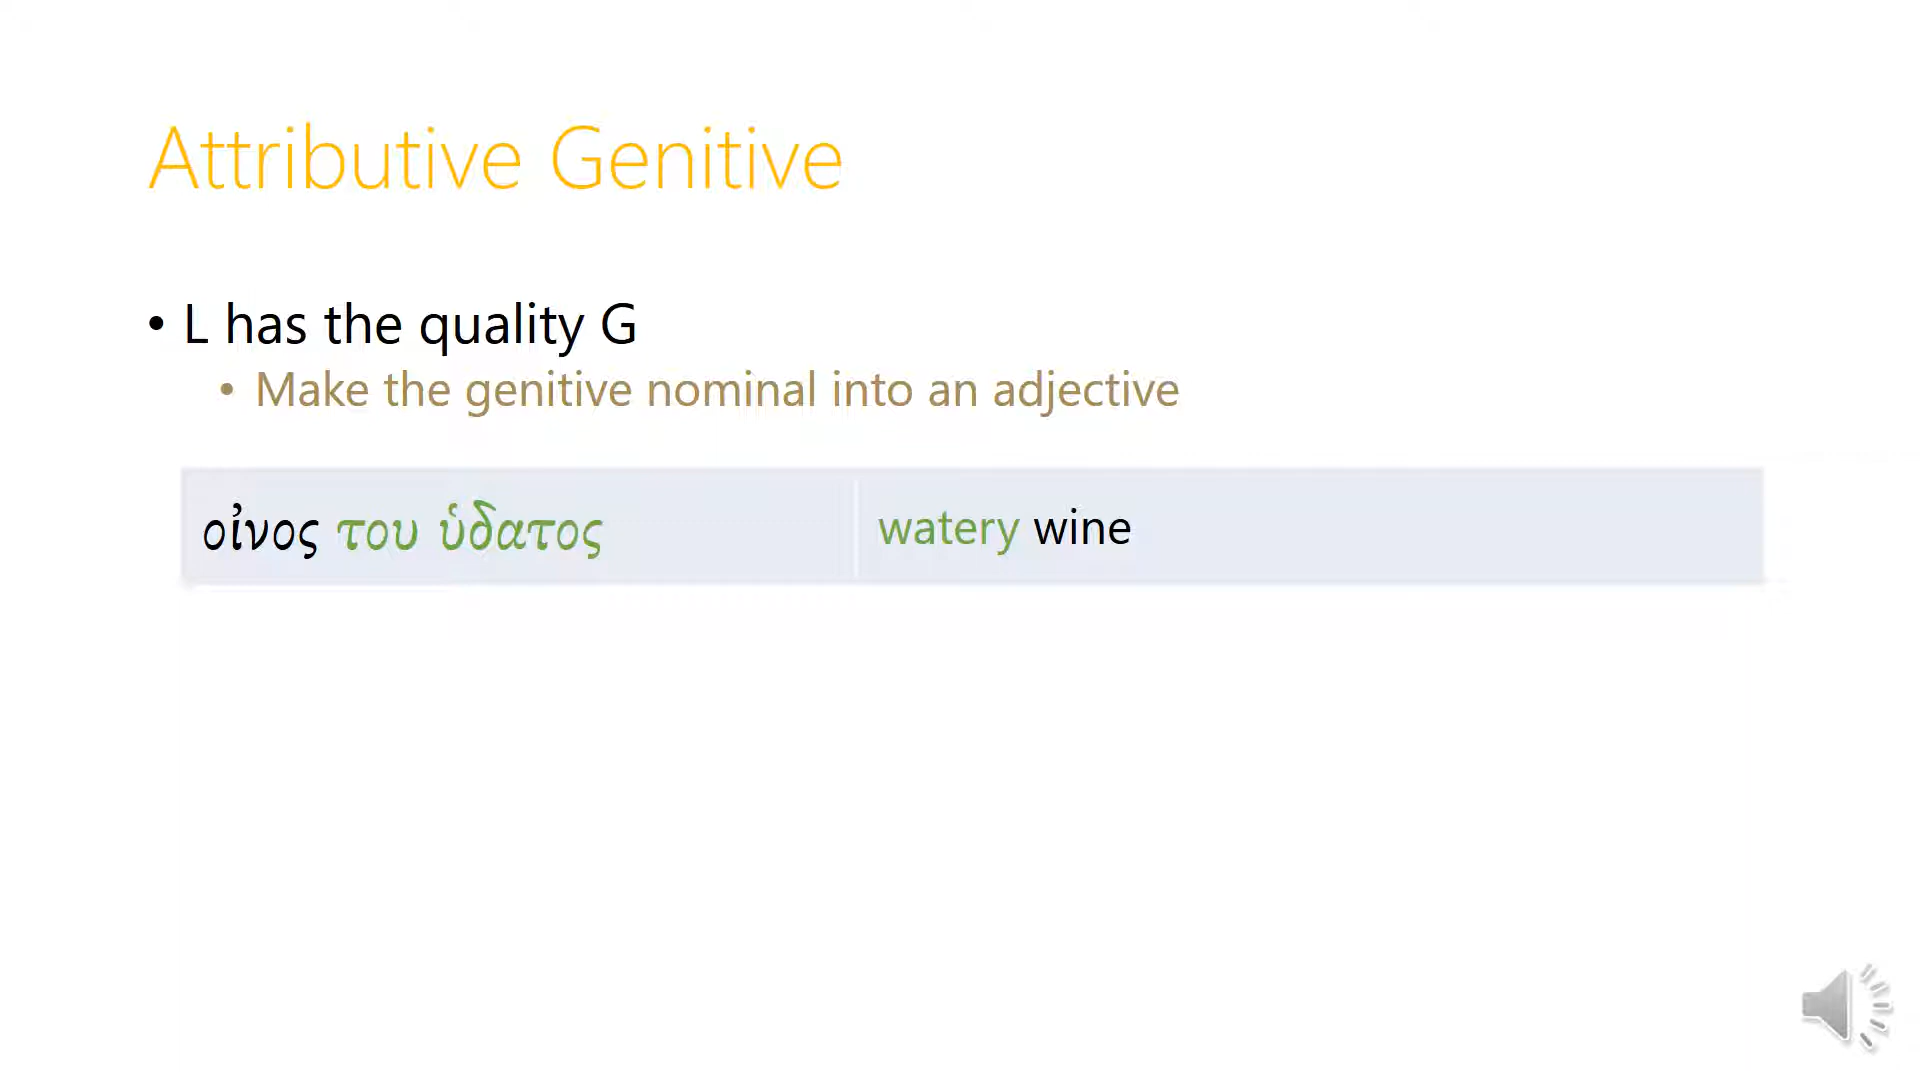 Attributive Genitive
• L has the quality G
• Make the genitive nominal into an adjective
οἰνος του ὑδατος watery wine